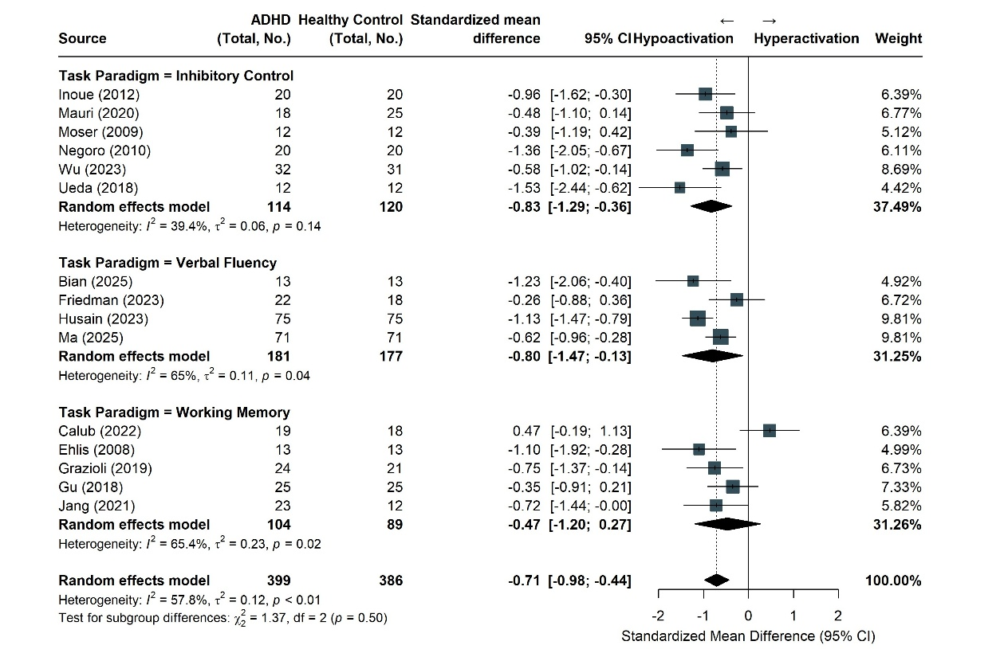 ADHD Healthy Control Standardized mean ← →
Source (Total, No.) (Total, No.) difference 95% CI Hypoactivation Hyperactivation Weight
Task Paradigm = Inhibitory Control
Inoue (2012) 20 20 -0.96 [-1.62; -0.30] 6.39%
Mauri (2020) 18 25 -0.48 [-1.10; 0.14] 6.77%
Moser (2009) 12 12 -0.39 [-1.19; 0.42] 5.12%
Negoro (2010) 20 20 -1.36 [-2.05; -0.67] 6.11%
Wu (2023) 32 31 -0.58 [-1.02; -0.14] 8.69%
Ueda (2018) 12 12 -1.53 [-2.44; -0.62] 4.42%
Random effects model 114 120 -0.83 [-1.29; -0.36] 37.49%
Heterogeneity: I² = 39.4%, τ² = 0.06, p = 0.14
Task Paradigm = Verbal Fluency
Bian (2025) 13 13 -1.23 [-2.06; -0.40] 4.92%
Friedman (2023) 22 18 -0.26 [-0.88; 0.36] 6.72%
Husain (2023) 75 75 -1.13 [-1.47; -0.79] 9.81%
Ma (2025) 71 71 -0.62 [-0.96; -0.28] 9.81%
Random effects model 181 177 -0.80 [-1.47; -0.13] 31.25%
Heterogeneity: I² = 65%, τ² = 0.11, p = 0.04
Task Paradigm = Working Memory
Calub (2022) 19 18 0.47 [-0.19; 1.13] 6.39%
Ehlis (2008) 13 13 -1.10 [-1.92; -0.28] 4.99%
Grazioli (2019) 24 21 -0.75 [-1.37; -0.14] 6.73%
Gu (2018) 25 25 -0.35 [-0.91; 0.21] 7.33%
Jang (2021) 23 12 -0.72 [-1.44; -0.00] 5.82%
Random effects model 104 89 -0.47 [-1.20; 0.27] 31.26%
Heterogeneity: I² = 65.4%, τ² = 0.23, p = 0.02
Random effects model 399 386 -0.71 [-0.98; -0.44] 100.00%
Heterogeneity: I² = 57.8%, τ² = 0.12, p < 0.01
Test for subgroup differences: χ²₂ = 1.37, df = 2 (p = 0.50)
-2 -1 0 1 2
Standardized Mean Difference (95% CI)